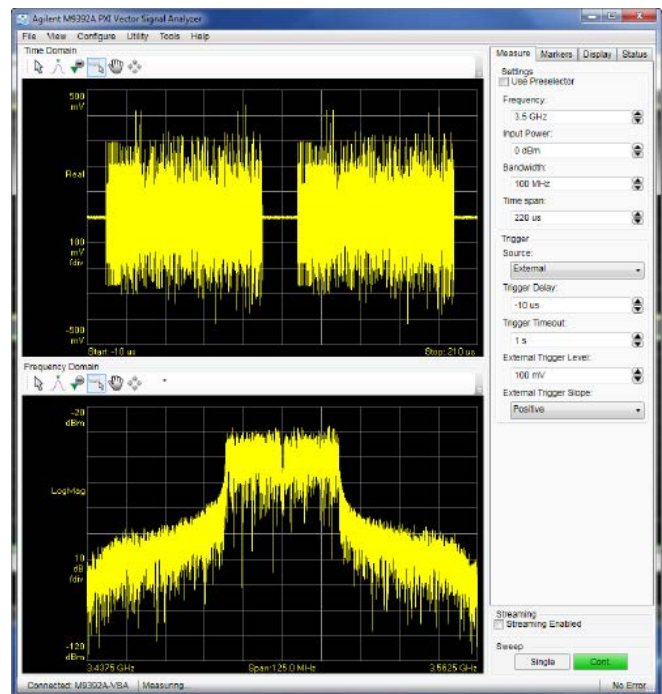 Agilent M9392A PXI Vector Signal Analyzer
File View Configure Utility Tools Help
Time Domain
500
mV
Real
100
mV
/div
-500
mV
Start: -10 us
Stop: 210 us
Frequency Domain
-20
dBm
LogMag
10
dB
/div
-120
dBm
3.4375 GHz
Span: 125.0 MHz
3.5625 GHz
Measure Markers Display Status
Settings
Use Preselector
Frequency:
3.5 GHz
Input Power:
0 dBm
Bandwidth:
100 MHz
Time span:
220 us
Trigger
Source:
External
Trigger Delay:
-10 us
Trigger Timeout:
1 s
External Trigger Level:
100 mV
External Trigger Slope:
Positive
Streaming
Streaming Enabled
Sweep
Single Cont.
Connected: M9392A-VSA Measuring...
No Error